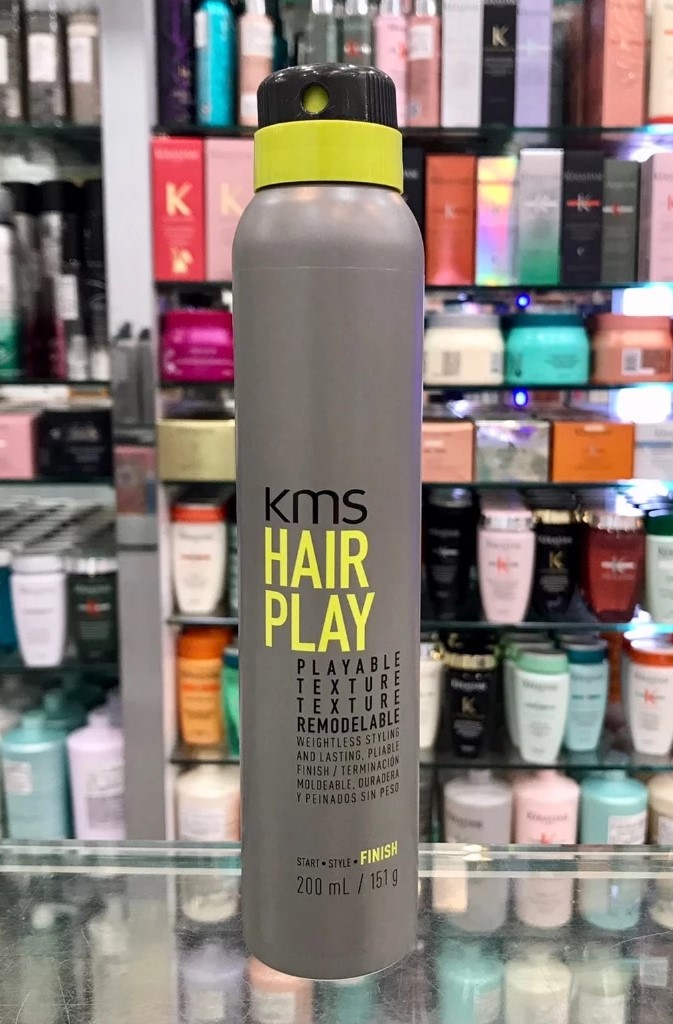 kms
HAIR
PLAY
PLAYABLE
TEXTURE
TEXTURE
REMODELABLE
WEIGHTLESS STYLING
AND LASTING, PLIABLE
FINISH / TERMINACIÓN
MOLDEABLE, DURADERA
Y PEINADOS SIN PESO
START • STYLE • FINISH
200 mL / 151 g